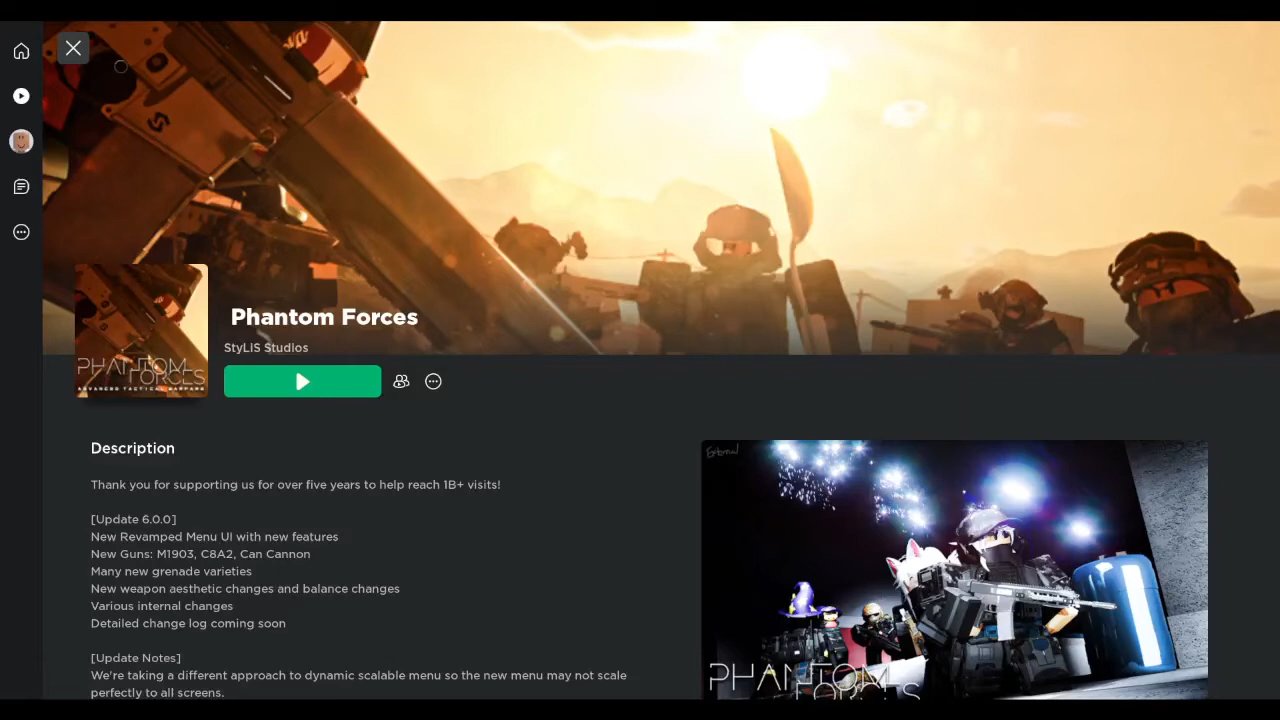 Phantom Forces
StyLiS Studios
PHANTOM
FORCES
ADVANCED TACTICAL WARFARE
Description
Thank you for supporting us for over five years to help reach 1B+ visits!
[Update 6.0.0]
New Revamped Menu UI with new features
New Guns: M1903, C8A2, Can Cannon
Many new grenade varieties
New weapon aesthetic changes and balance changes
Various internal changes
Detailed change log coming soon
[Update Notes]
We're taking a different approach to dynamic scalable menu so the new menu may not scale
perfectly to all screens.
PHANTOM
FORCES